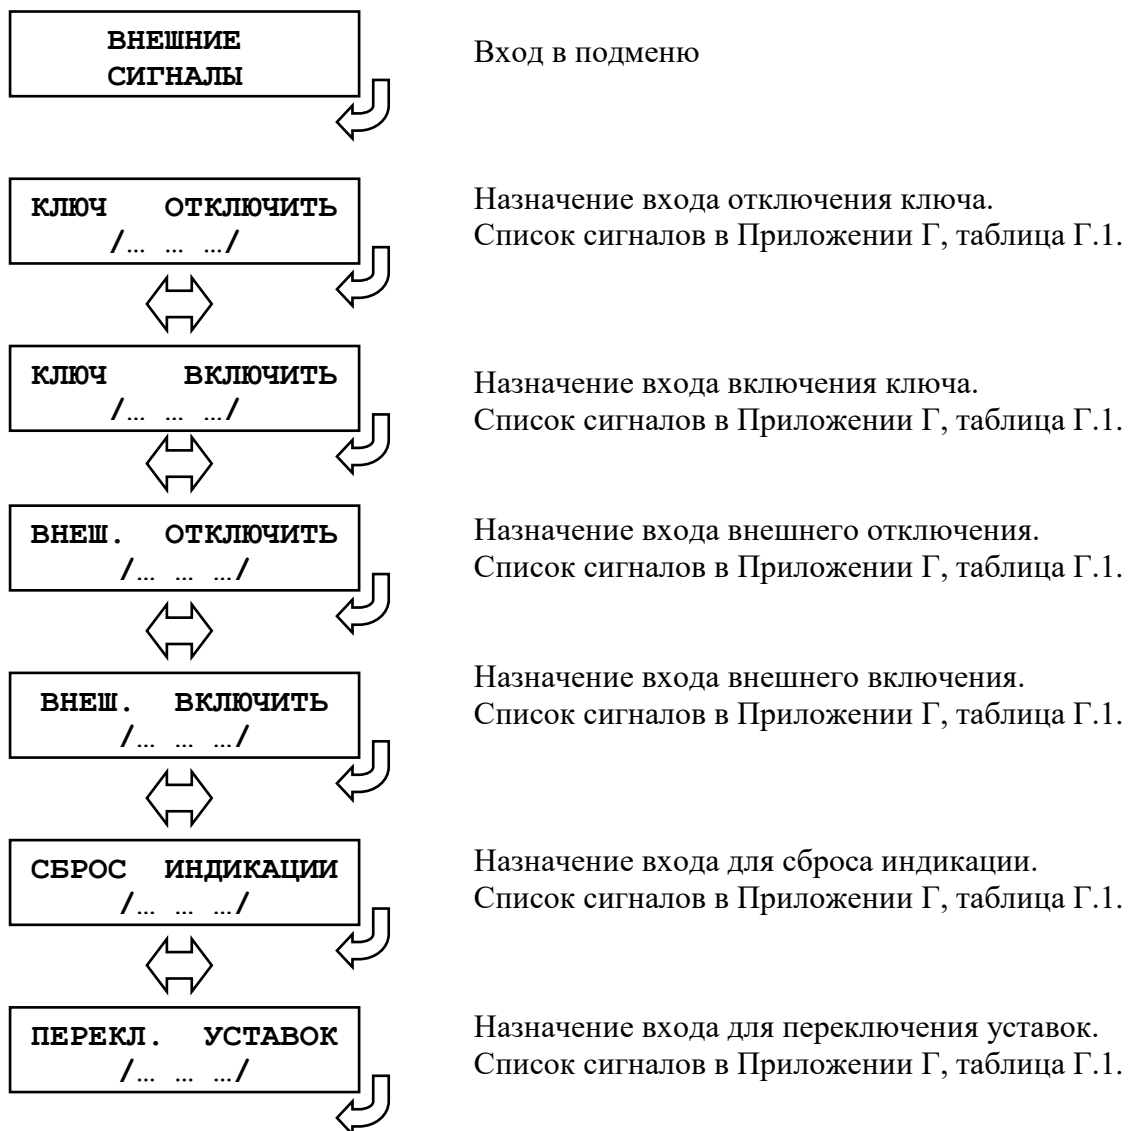 ВНЕШНИЕ
СИГНАЛЫ
Вход в подменю
КЛЮЧ ОТКЛЮЧИТЬ
/… … …/
Назначение входа отключения ключа.
Список сигналов в Приложении Г, таблица Г.1.
КЛЮЧ ВКЛЮЧИТЬ
/… … …/
Назначение входа включения ключа.
Список сигналов в Приложении Г, таблица Г.1.
ВНЕШ. ОТКЛЮЧИТЬ
/… … …/
Назначение входа внешнего отключения.
Список сигналов в Приложении Г, таблица Г.1.
ВНЕШ. ВКЛЮЧИТЬ
/… … …/
Назначение входа внешнего включения.
Список сигналов в Приложении Г, таблица Г.1.
СБРОС ИНДИКАЦИИ
/… … …/
Назначение входа для сброса индикации.
Список сигналов в Приложении Г, таблица Г.1.
ПЕРЕКЛ. УСТАВОК
/… … …/
Назначение входа для переключения уставок.
Список сигналов в Приложении Г, таблица Г.1.